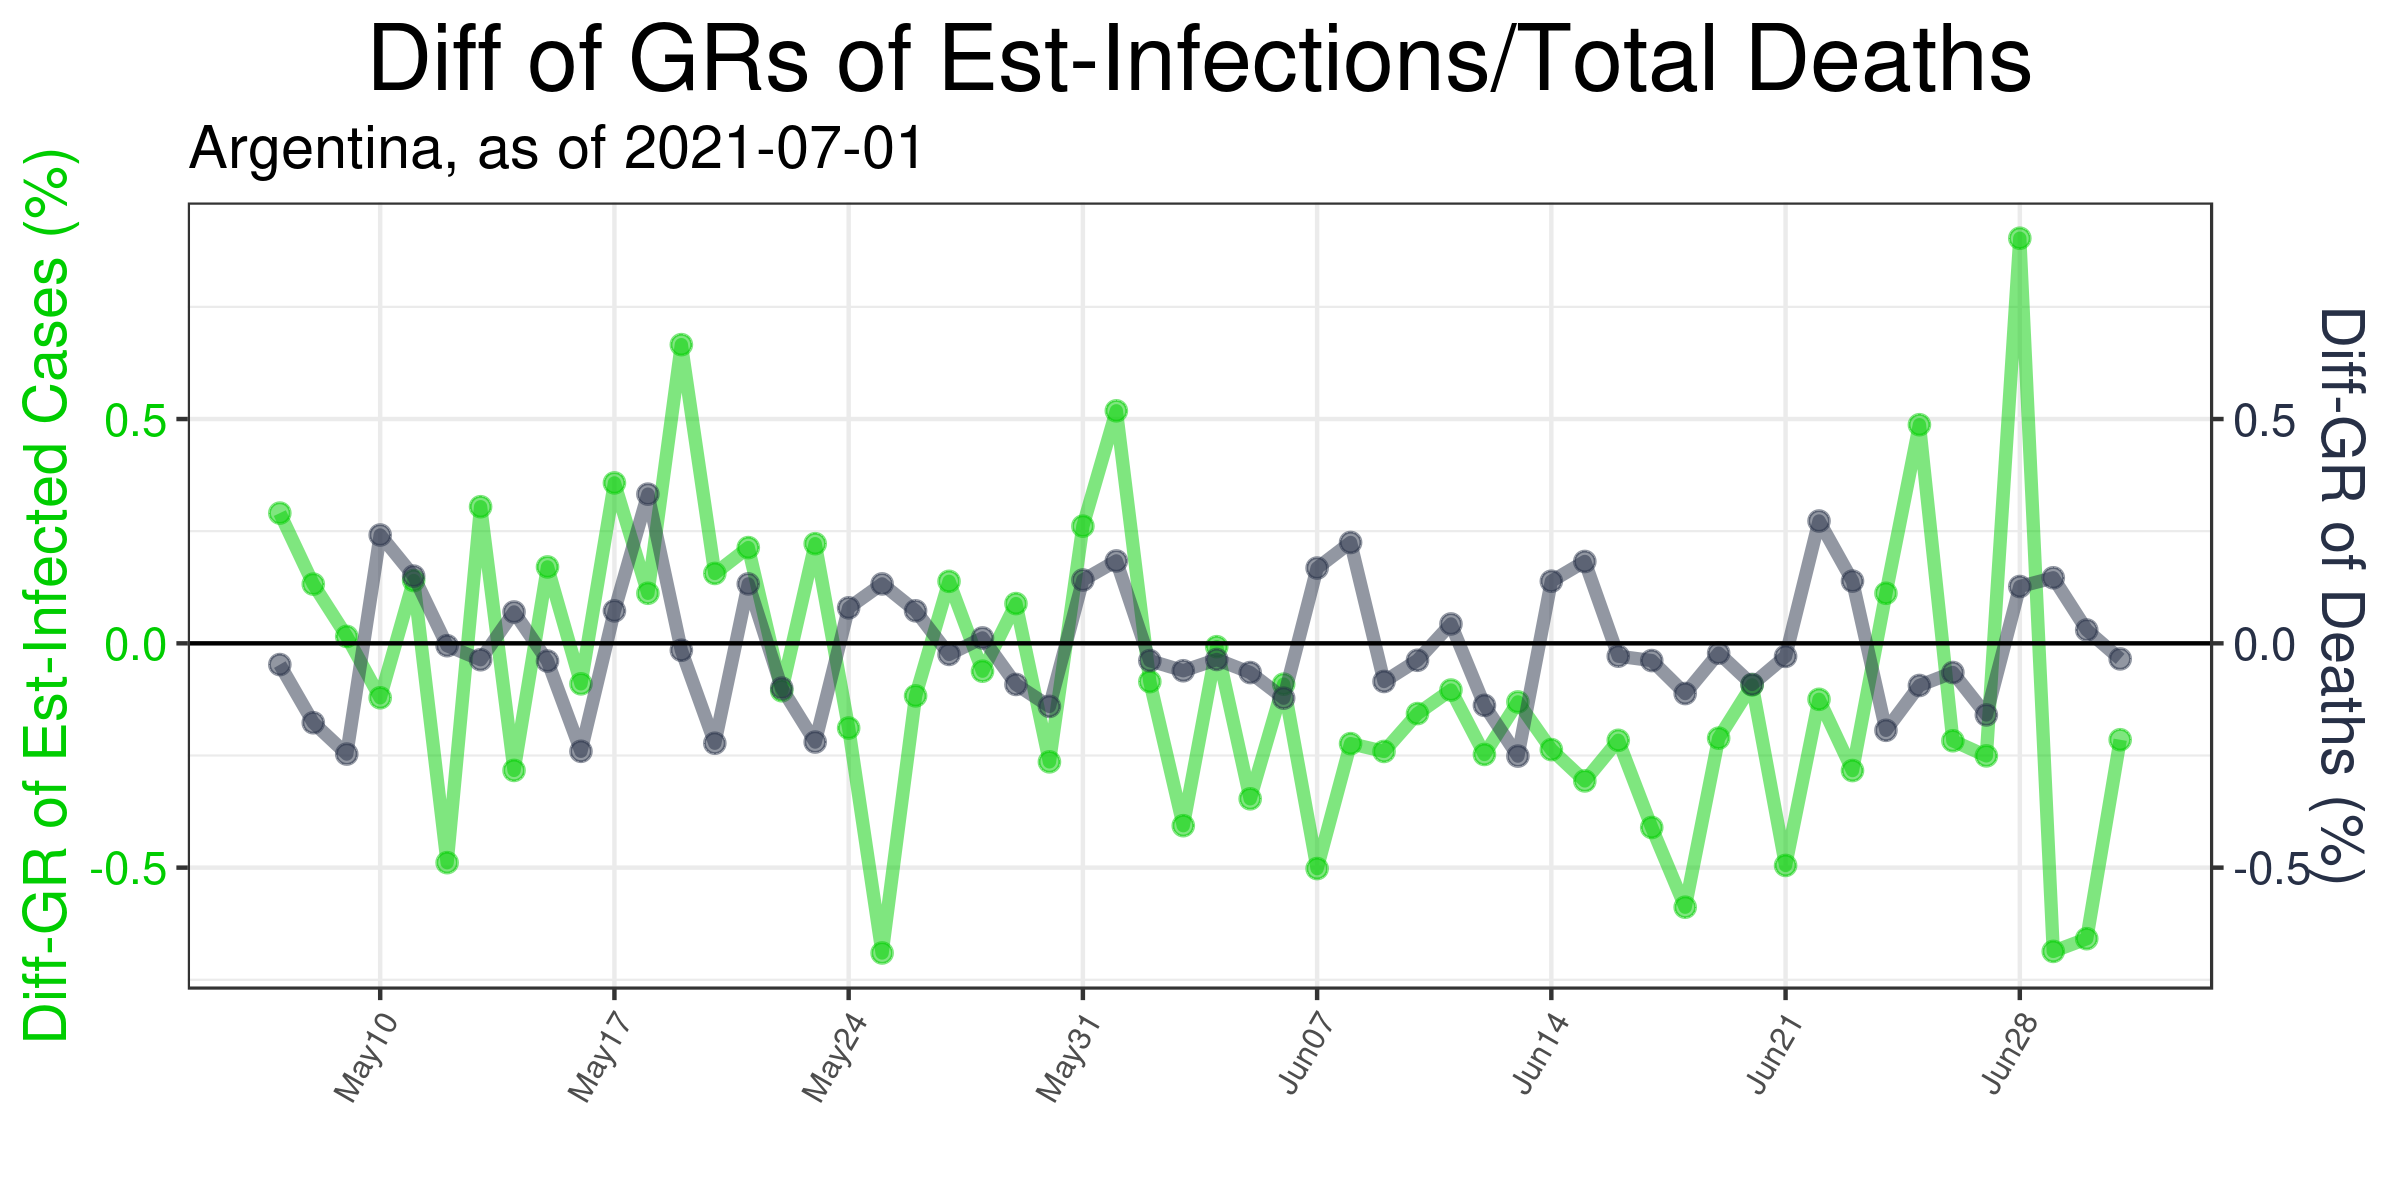 Diff of GRs of Est-Infections/Total Deaths
Argentina, as of 2021-07-01
Diff-GR of Est-Infected Cases (%)
0.5
0.0
-0.5
0.5
0.0
-0.5
Diff-GR of Deaths (%)
May10
May17
May24
May31
Jun07
Jun14
Jun21
Jun28